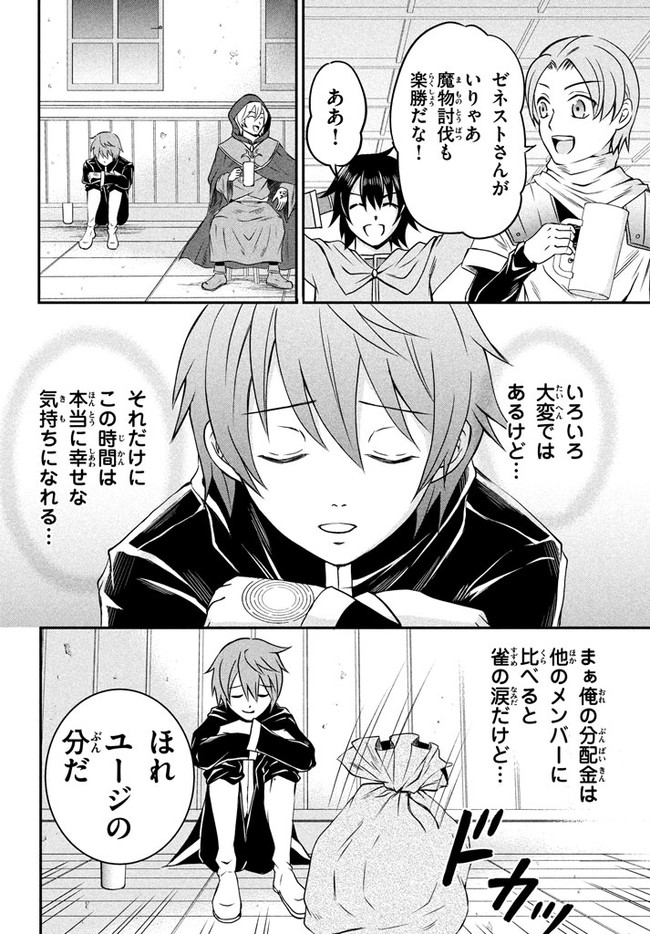 ゼネストさんが
いりゃあ
魔物討伐も
楽勝だな！
ああ！
いろいろ
大変では
あるけど…
それだけに
この時間は
本当に幸せな
気持ちになれる…
まぁ俺の分配金は
他のメンバーに
比べると
雀の涙だけど…
ドカッ
ほれ
ユージの
分だ